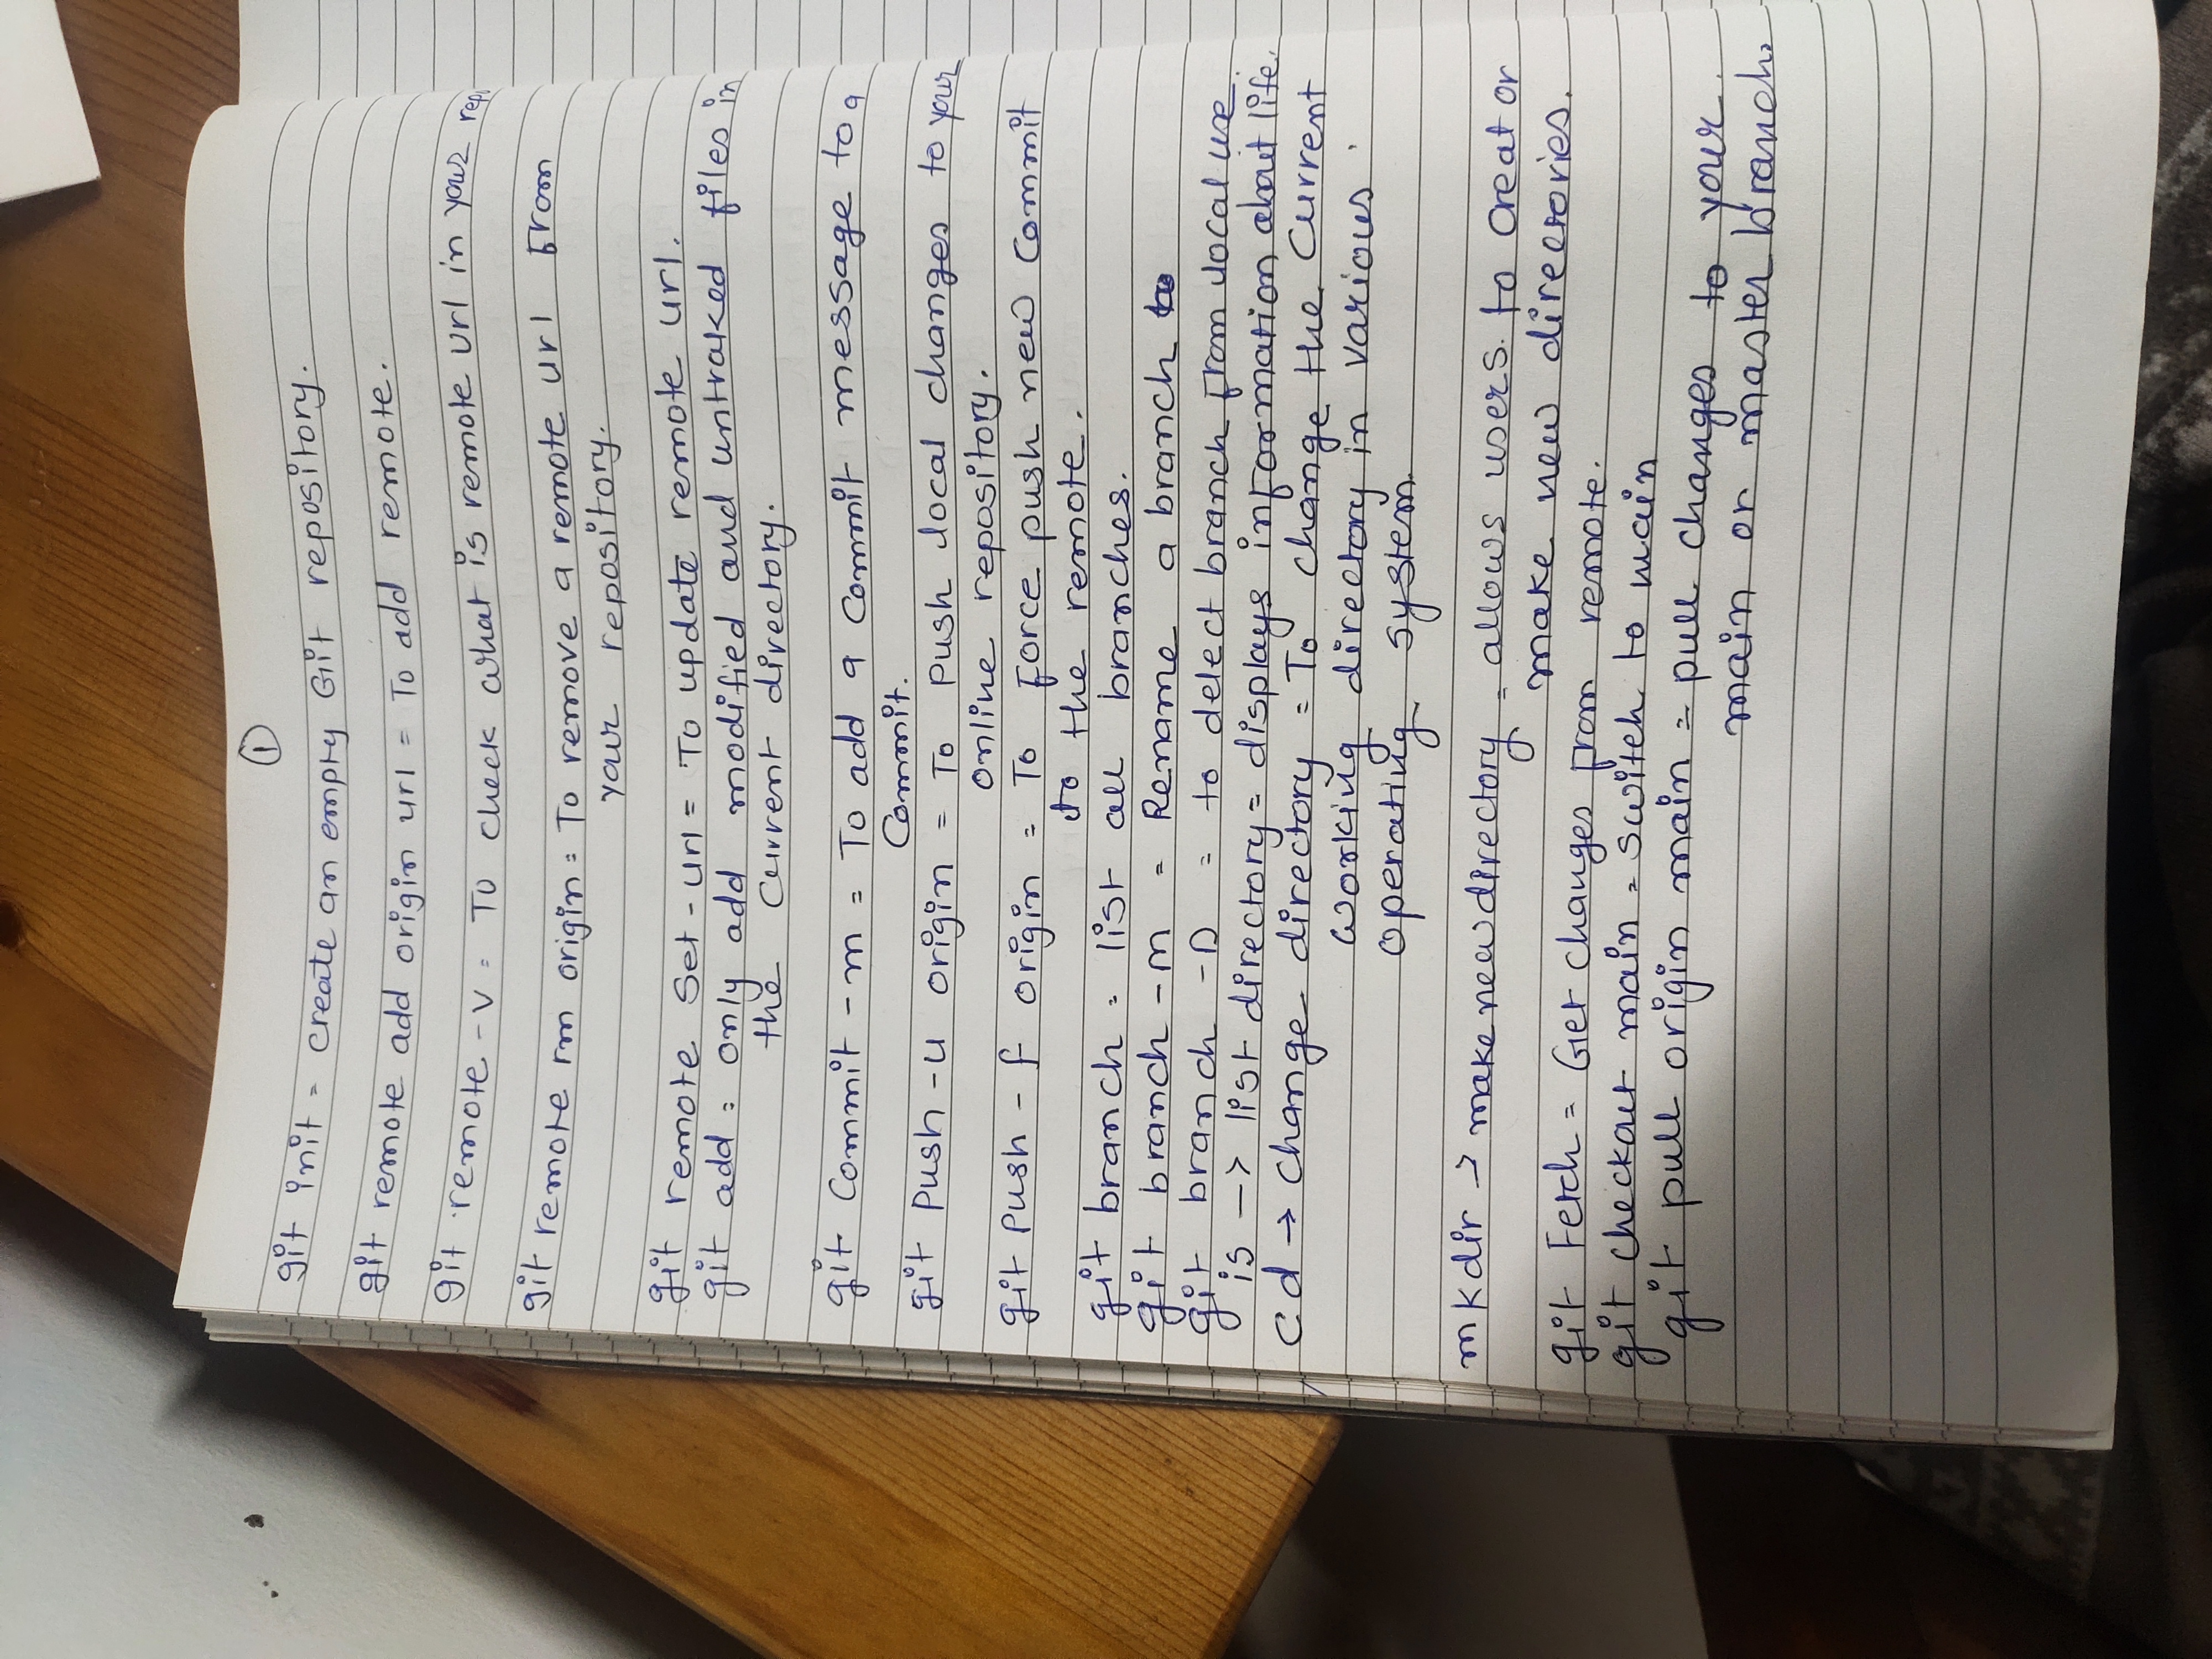 1
git init = create an empty Git repository.
git remote add origin url = To add remote.
git remote -v = To check what is remote url in your repo
git remote rm origin = To remove a remote url From
your repository.
git remote set-url = To update remote url.
git add = only add modified and untraked files in
the current directory.
git commit -m = To add a commit message to a
commit.
git push -u origin = To push local changes to your
online repository.
git push -f origin = To Force push new commit
to the remote.
git branch = list all branches.
git branch -m = Rename a branch
git branch -D = to delect branch From local use.
is -> list directory = displays information about life.
cd → change directory = To change the current
working directory in various
operating system.
mkdir → make new directory = allows users. to creat or
make new directories.
git Fetch = Get changes From remote.
git checkout main = switch to main
git pull origin main = pull changes to your.
main or master branch.